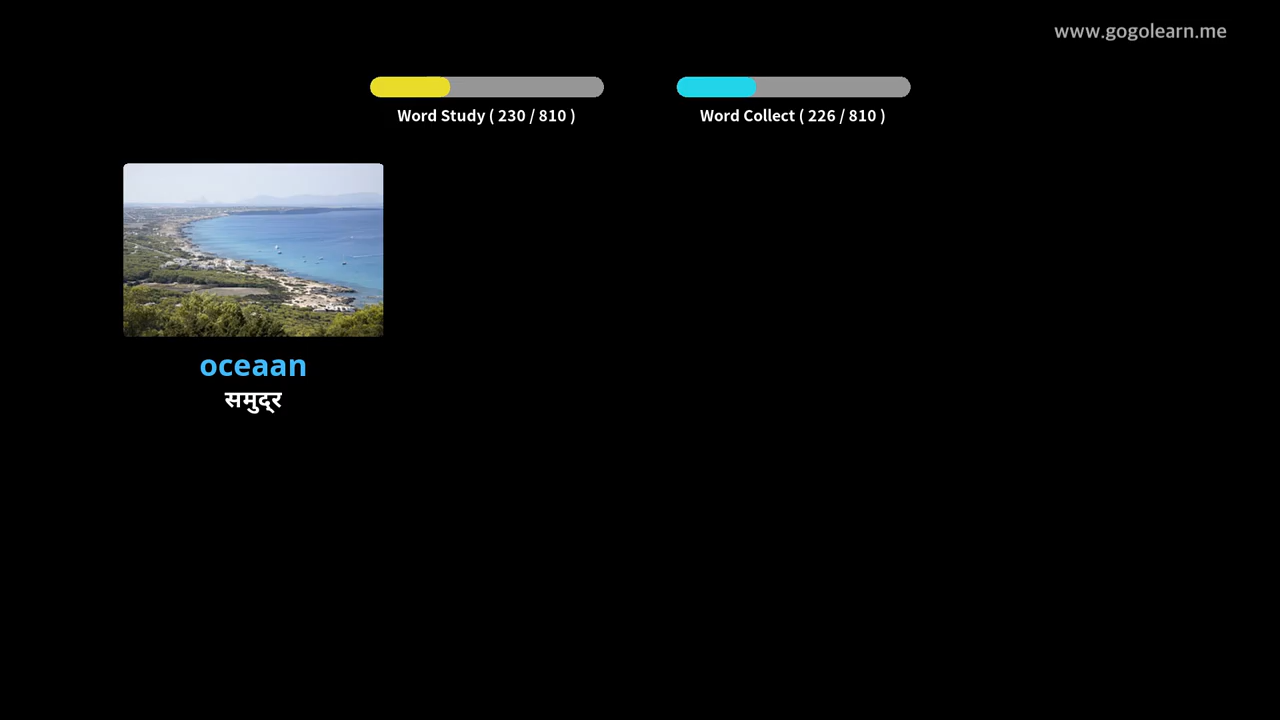 www.gogolearn.me
Word Study ( 230 / 810 )
Word Collect ( 226 / 810 )
oceaan
समुद्र